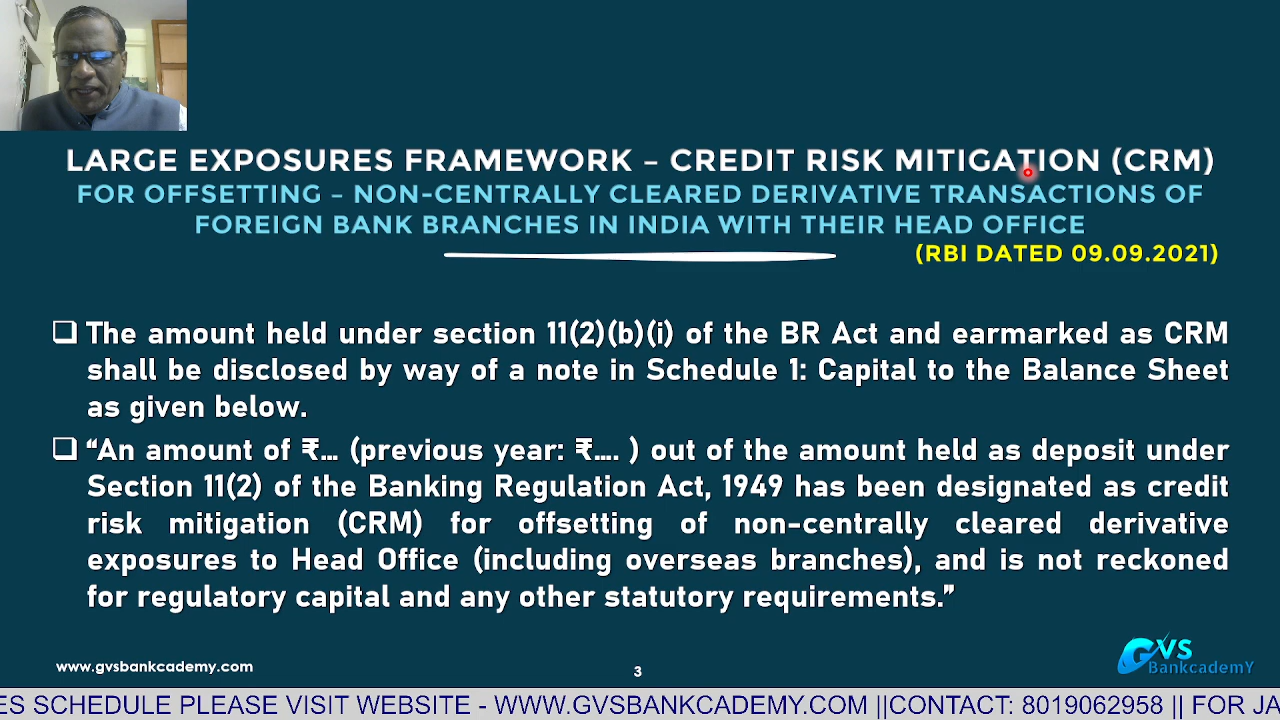 LARGE EXPOSURES FRAMEWORK – CREDIT RISK MITIGATION (CRM)
FOR OFFSETTING – NON-CENTRALLY CLEARED DERIVATIVE TRANSACTIONS OF
FOREIGN BANK BRANCHES IN INDIA WITH THEIR HEAD OFFICE
(RBI DATED 09.09.2021)
❑ The amount held under section 11(2)(b)(i) of the BR Act and earmarked as CRM
shall be disclosed by way of a note in Schedule 1: Capital to the Balance Sheet
as given below.
❑ “An amount of ₹… (previous year: ₹…. ) out of the amount held as deposit under
Section 11(2) of the Banking Regulation Act, 1949 has been designated as credit
risk mitigation (CRM) for offsetting of non-centrally cleared derivative
exposures to Head Office (including overseas branches), and is not reckoned
for regulatory capital and any other statutory requirements.”
www.gvsbankcademy.com
3
GVS
BankcademY
ES SCHEDULE PLEASE VISIT WEBSITE - WWW.GVSBANKCADEMY.COM ||CONTACT: 8019062958 || FOR JA